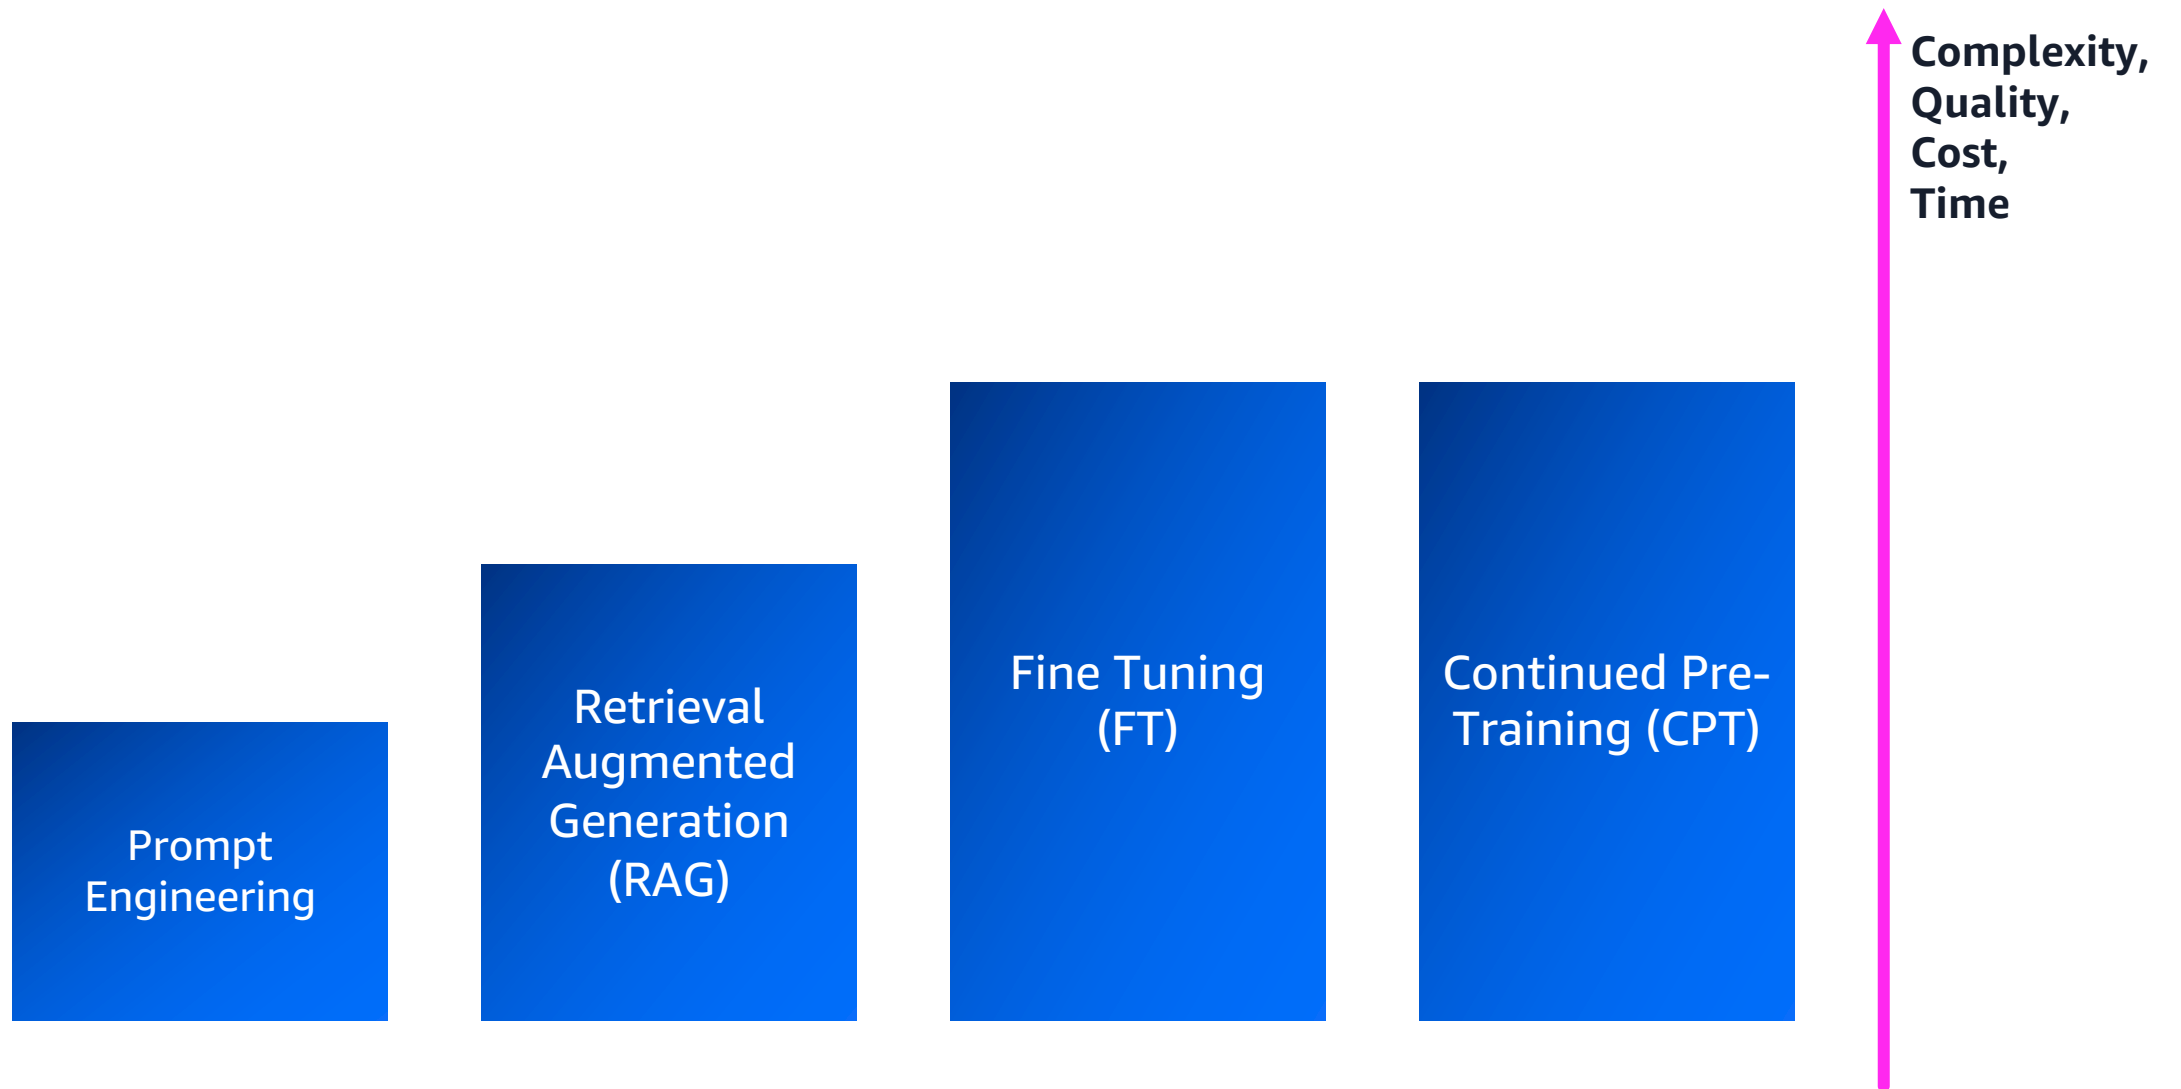 Complexity,
Quality,
Cost,
Time
Prompt
Engineering
Retrieval
Augmented
Generation
(RAG)
Fine Tuning
(FT)
Continued Pre-
Training (CPT)